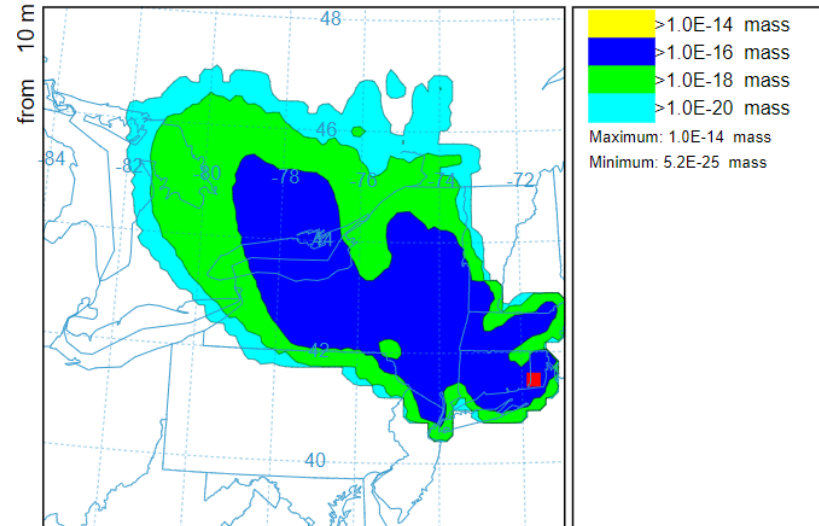 from 10 m
48
46
-84
-82
80
-78
-76
-74
-72
44
42
40
>1.0E-14 mass
>1.0E-16 mass
>1.0E-18 mass
>1.0E-20 mass
Maximum: 1.0E-14 mass
Minimum: 5.2E-25 mass